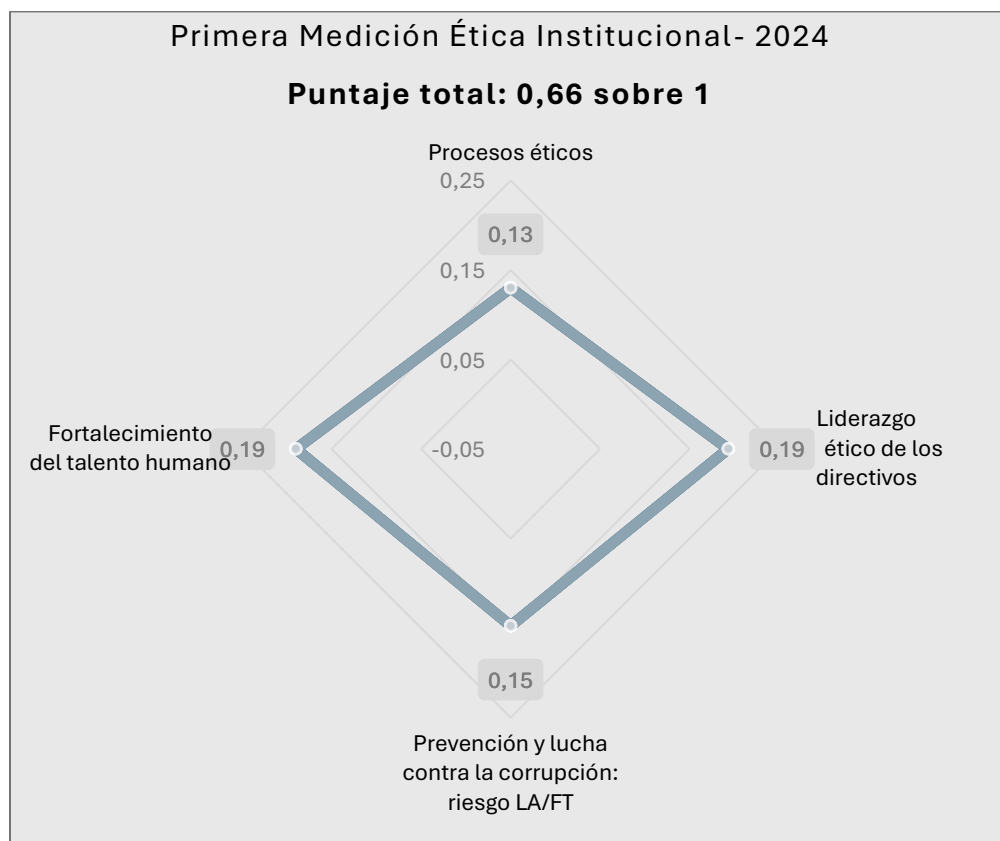 Primera Medición Ética Institucional- 2024
Puntaje total: 0,66 sobre 1
Procesos éticos
0,25
0,13
0,15
0,05
-0,05
Fortalecimiento
del talento humano
0,19
0,19
Liderazgo
ético de los
directivos
0,15
Prevención y lucha
contra la corrupción:
riesgo LA/FT